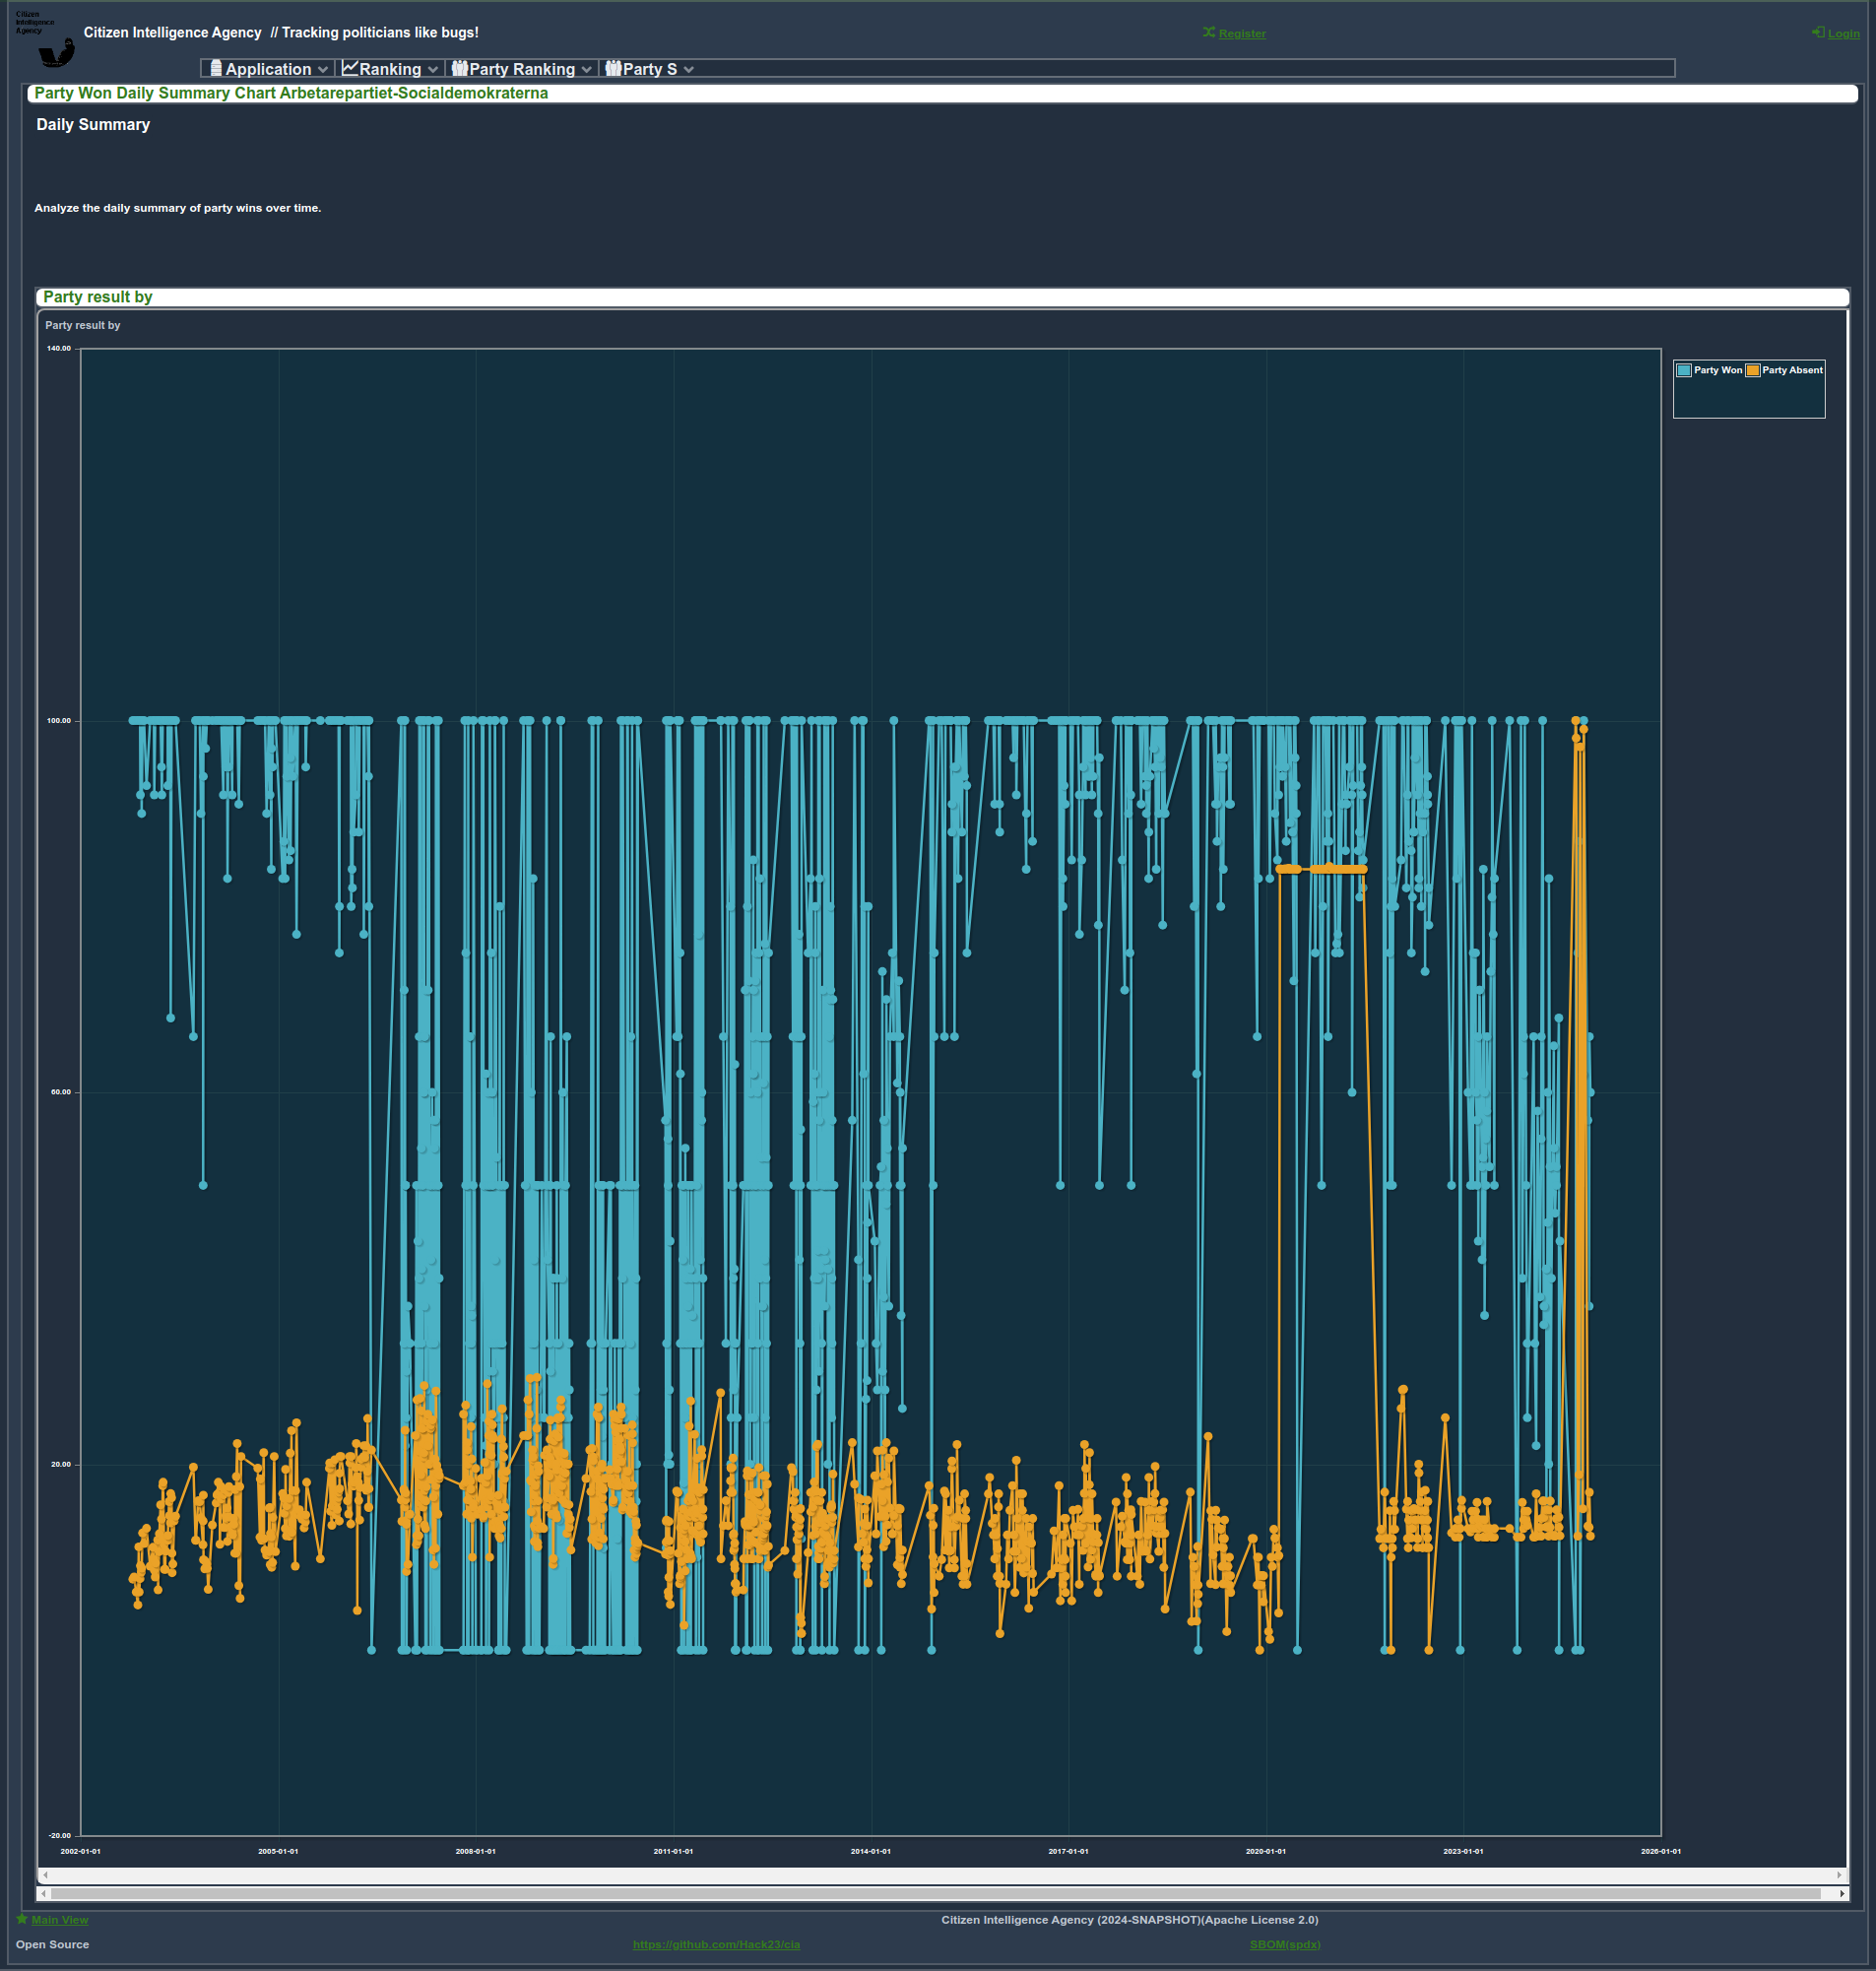 Citizen
Intelligence
Agency
Citizen Intelligence Agency // Tracking politicians like bugs!
Register
Login
Application
Ranking
Party Ranking
Party S
Party Won Daily Summary Chart Arbetarepartiet-Socialdemokraterna
Daily Summary
Analyze the daily summary of party wins over time.
Party result by
Party result by
140.00
Party Won Party Absent
100.00
60.00
20.00
-20.00
2002-01-01 2005-01-01 2008-01-01 2011-01-01 2014-01-01 2017-01-01 2020-01-01 2023-01-01 2026-01-01
Main View
Citizen Intelligence Agency (2024-SNAPSHOT)(Apache License 2.0)
Open Source
https://github.com/Hack23/cia
SBOM(spdx)